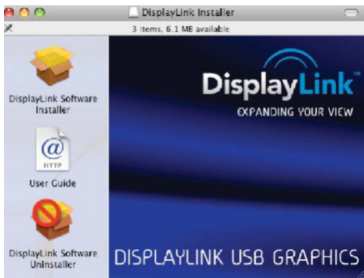 DisplayLink Installer
3 items, 6.1 MB available
DisplayLink Software
Installer
@
HTTP
User Guide
DisplayLink Software
Uninstaller
DisplayLink™
EXPANDING YOUR VIEW
DISPLAYLINK USB GRAPHICS